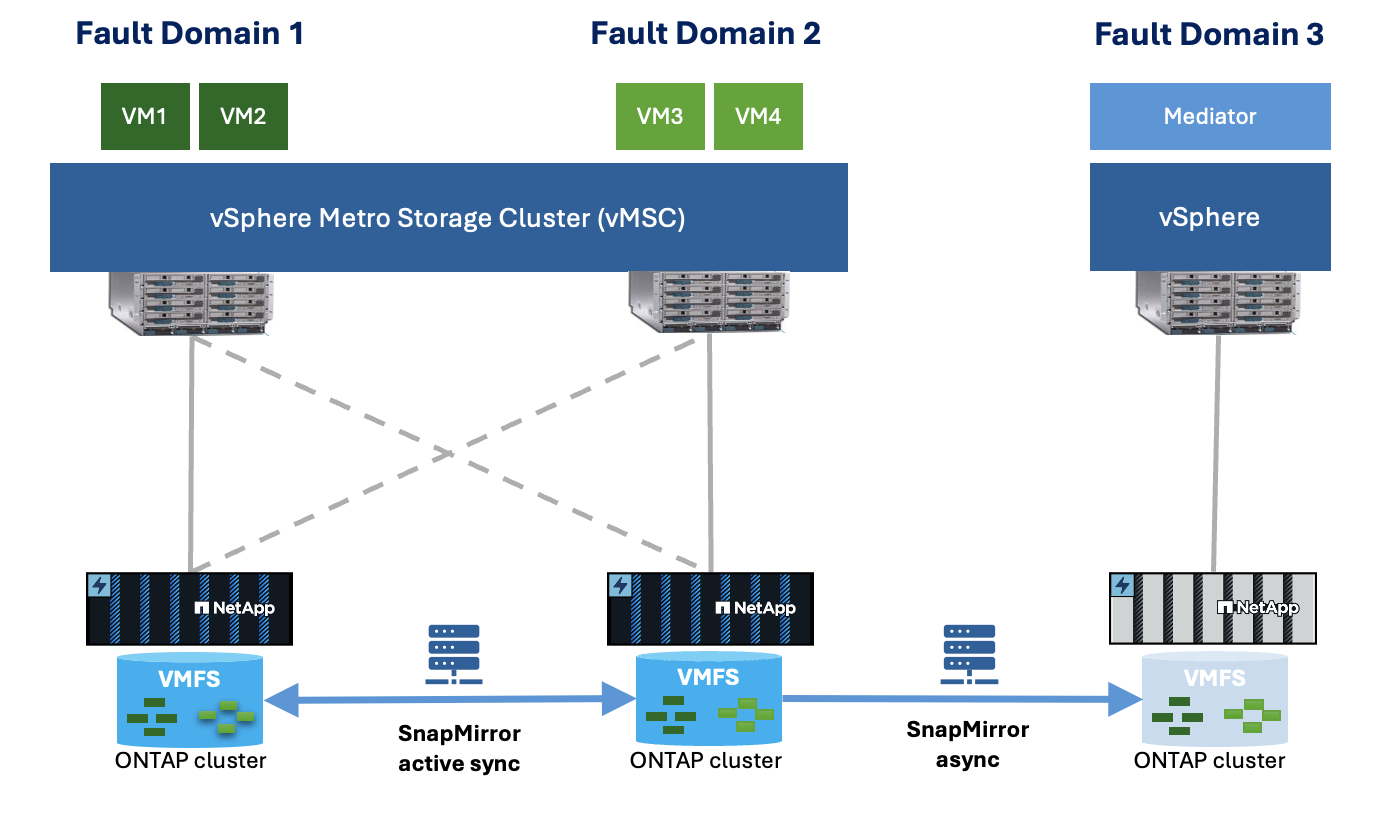 Fault Domain 1
Fault Domain 2
Fault Domain 3
VM1
VM2
VM3
VM4
Mediator
vSphere Metro Storage Cluster (vMSC)
vSphere
NetApp
NetApp
NetApp
VMFS
VMFS
VMFS
SnapMirror
active sync
SnapMirror
async
ONTAP cluster
ONTAP cluster
ONTAP cluster